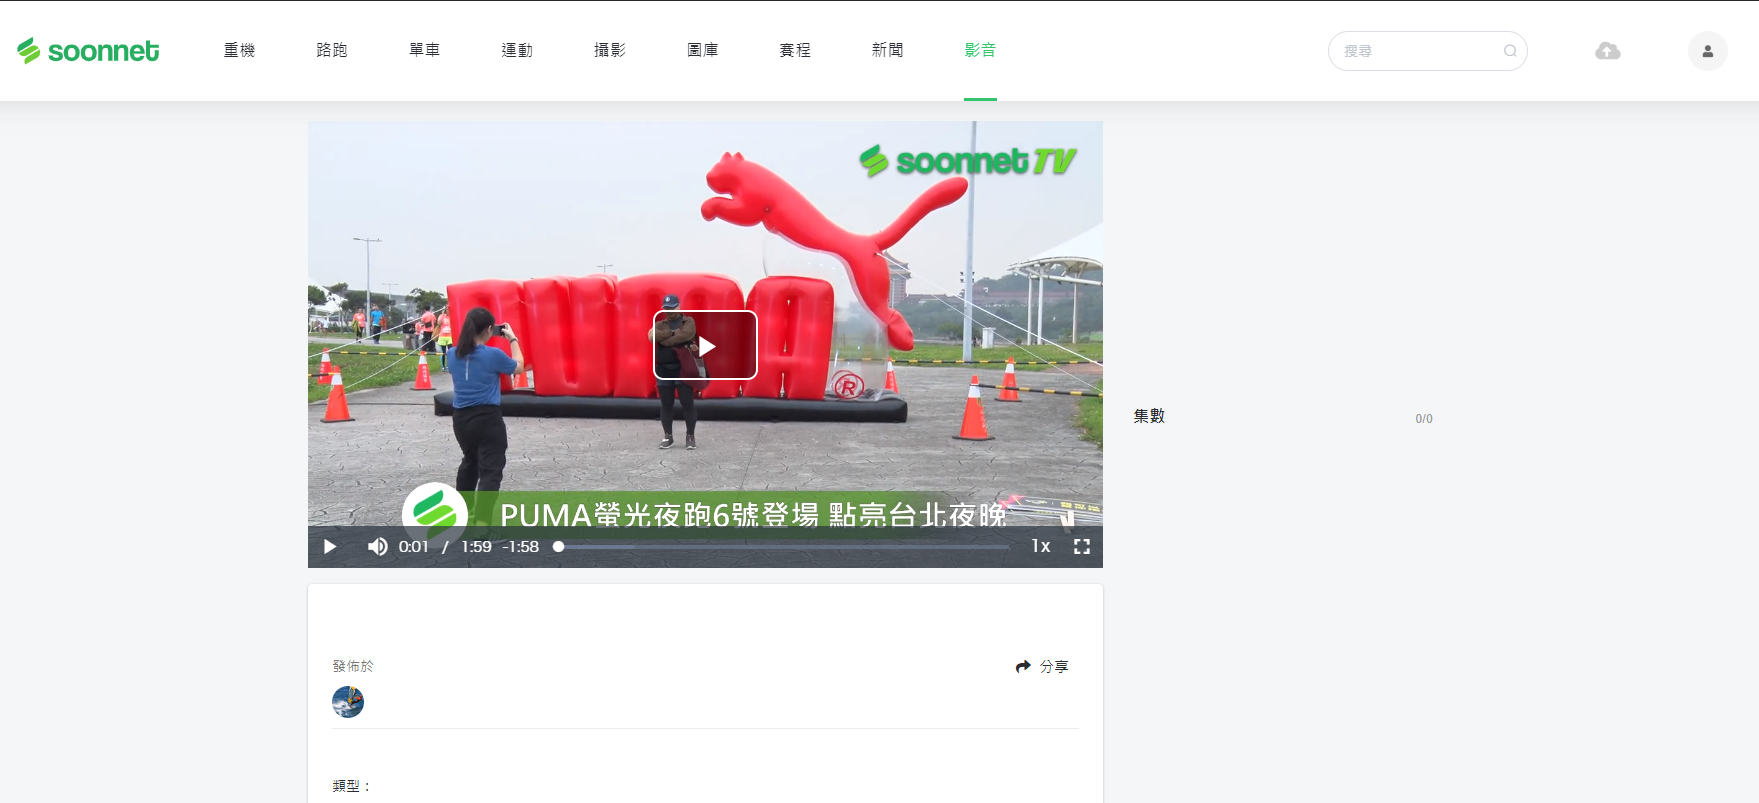 soonnet
重機
路跑
單車
運動
攝影
圖庫
賽程
新聞
影音
搜尋
soonnet TV
PUMA
®
PUMA螢光夜跑6號登場 點亮台北夜晚
0:01 / 1:59 -1:58
1x
集數
0/0
發佈於
分享
類型：